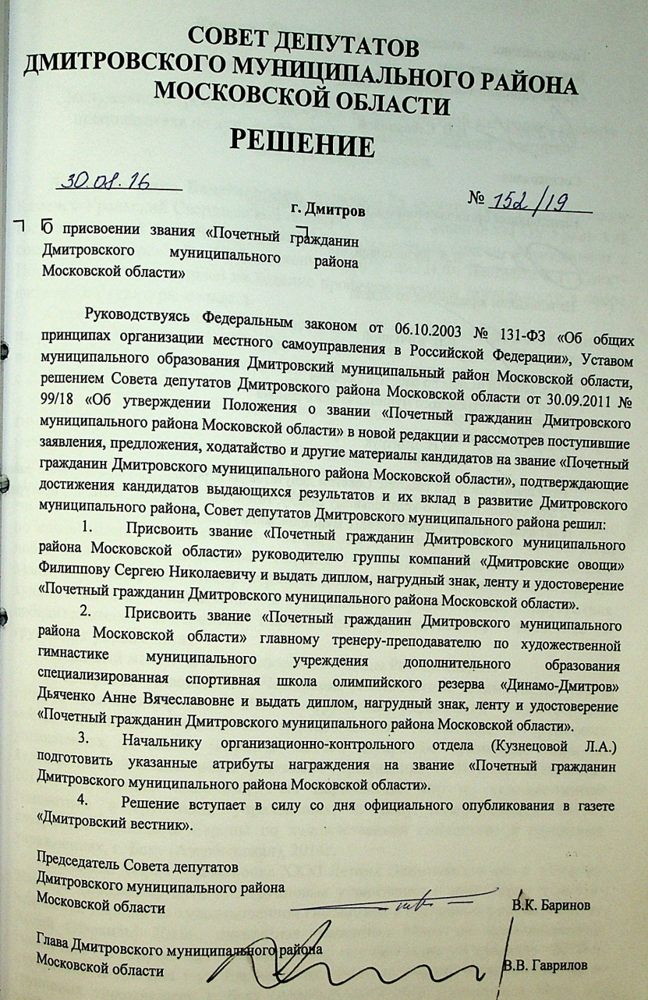 СОВЕТ ДЕПУТАТОВ
ДМИТРОВСКОГО МУНИЦИПАЛЬНОГО РАЙОНА
МОСКОВСКОЙ ОБЛАСТИ
РЕШЕНИЕ
30.08.16
№ 152/19
г. Дмитров
О присвоении звания «Почетный гражданин
Дмитровского муниципального района
Московской области»
Руководствуясь Федеральным законом от 06.10.2003 № 131-ФЗ «Об общих
принципах организации местного самоуправления в Российской Федерации», Уставом
муниципального образования Дмитровский муниципальный район Московской области,
решением Совета депутатов Дмитровского района Московской области от 30.09.2011 №
99/18 «Об утверждении Положения о звании «Почетный гражданин Дмитровского
муниципального района Московской области» в новой редакции и рассмотрев поступившие
заявления, предложения, ходатайство и другие материалы кандидатов на звание «Почетный
гражданин Дмитровского муниципального района Московской области», подтверждающие
достижения кандидатов выдающихся результатов и их вклад в развитие Дмитровского
муниципального района, Совет депутатов Дмитровского муниципального района решил:
1. Присвоить звание «Почетный гражданин Дмитровского муниципального
района Московской области» руководителю группы компаний «Дмитровские овощи»
Филиппову Сергею Николаевичу и выдать диплом, нагрудный знак, ленту и удостоверение
«Почетный гражданин Дмитровского муниципального района Московской области».
2. Присвоить звание «Почетный гражданин Дмитровского муниципального
района Московской области» главному тренеру-преподавателю по художественной
гимнастике муниципального учреждения дополнительного образования
специализированная спортивная школа олимпийского резерва «Динамо-Дмитров»
Дьяченко Анне Вячеславовне и выдать диплом, нагрудный знак, ленту и удостоверение
«Почетный гражданин Дмитровского муниципального района Московской области».
3. Начальнику организационно-контрольного отдела (Кузнецовой Л.А.)
подготовить указанные атрибуты награждения на звание «Почетный гражданин
Дмитровского муниципального района Московской области».
4. Решение вступает в силу со дня официального опубликования в газете
«Дмитровский вестник».
Председатель Совета депутатов
Дмитровского муниципального района
Московской области В.К. Баринов
Глава Дмитровского муниципального района
Московской области В.В. Гаврилов